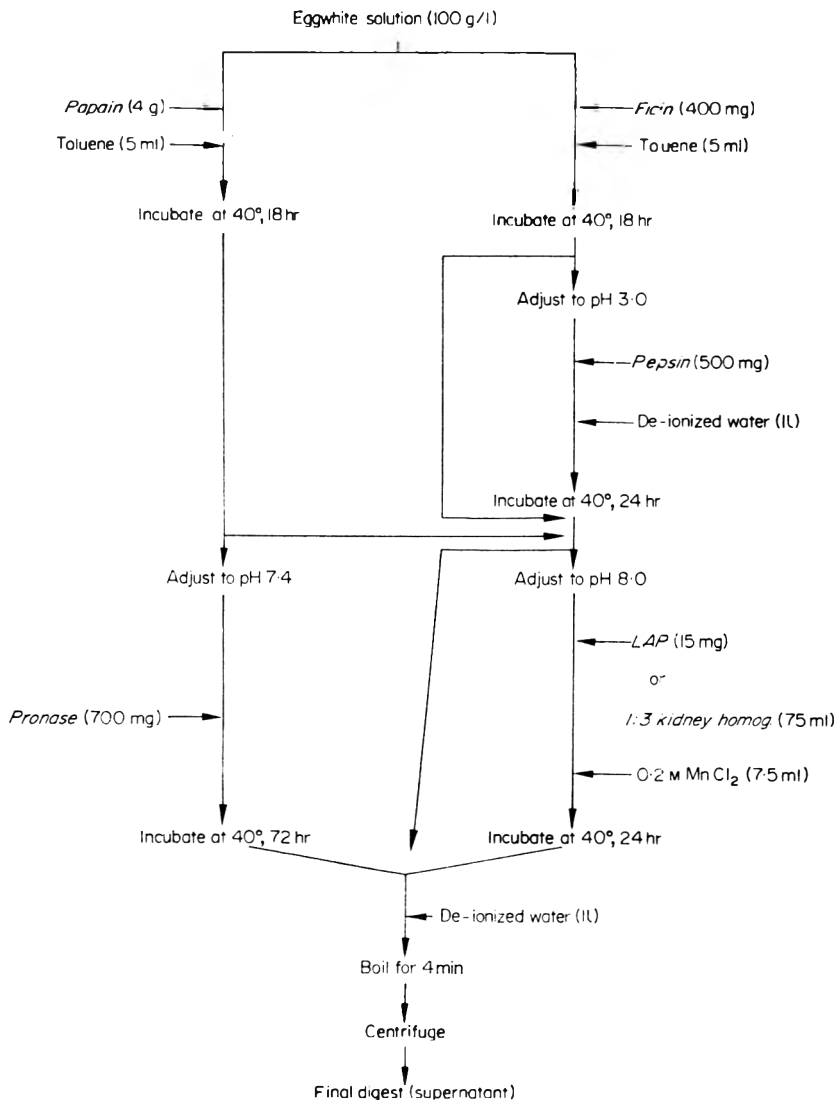 Eggwhite solution (100 g/l)
Papain (4 g)
Ficin (400 mg)
Toluene (5 ml)
Touene (5 ml)
Incubate at 40°, 18 hr
Incubate at 40°, 18 hr
Adjust to pH 3·0
Pepsin (500 mg)
De-ionized water (1l)
Incubate at 40°, 24 hr
Adjust to pH 7·4
Adjust to pH 8·0
LAP (15 mg)
or
Pronase (700 mg)
1:3 kidney homog. (75 ml)
0·2 M MnCl₂ (7·5 ml)
Incubate at 40°, 72 hr
Incubate at 40°, 24 hr
De-ionized water (1l)
Boil for 4 min
Centrifuge
Final digest (supernatant)